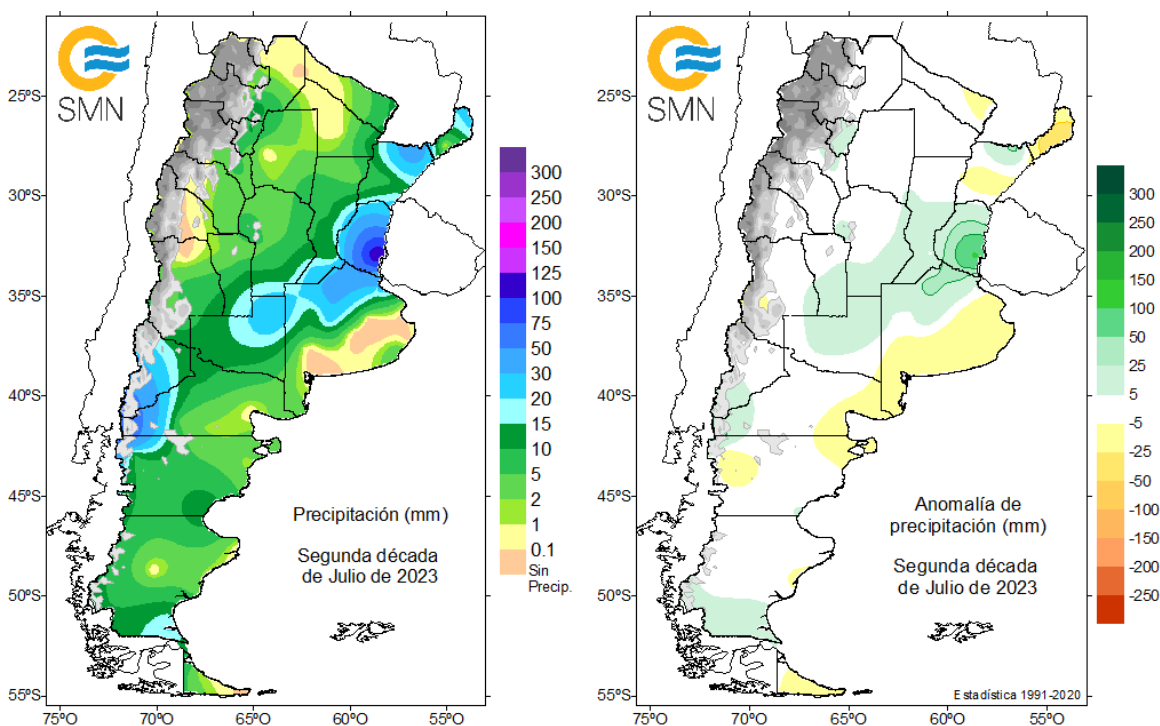 SMN
25ºS
30ºS
35ºS
40ºS
45ºS
50ºS
55ºS
75ºO
70ºO
65ºO
60ºO
55ºO
Precipitación (mm)
Segunda década
de Julio de 2023
300
250
200
150
125
100
75
50
30
20
15
10
5
2
1
0.1
Sin
Precip.
SMN
25ºS
30ºS
35ºS
40ºS
45ºS
50ºS
55ºS
75ºO
70ºO
65ºO
60ºO
55ºO
Anomalía de
precipitación (mm)
Segunda década
de Julio de 2023
Estadística 1991-2020
300
250
200
150
100
50
25
5
-5
-25
-50
-100
-150
-200
-250